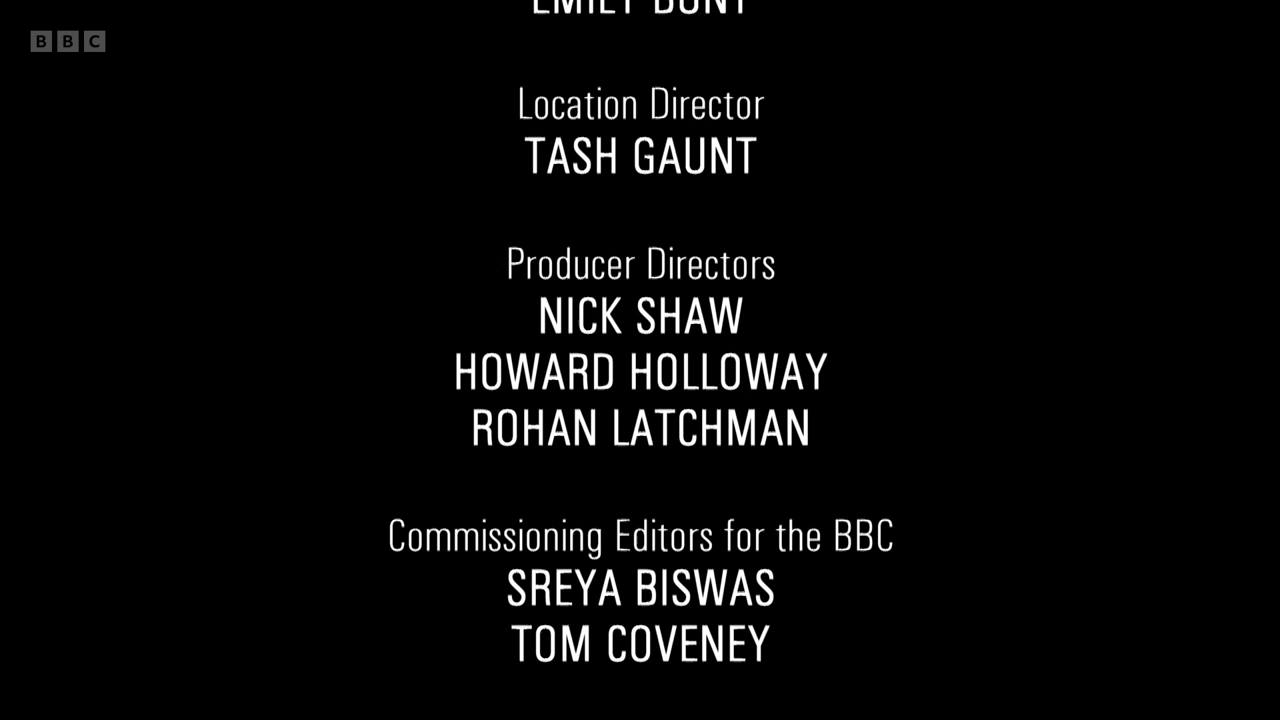 BBC
EMILY
Location Director
TASH GAUNT
Producer Directors
NICK SHAW
HOWARD HOLLOWAY
ROHAN LATCHMAN
Commissioning Editors for the BBC
SREYA BISWAS
TOM COVENEY